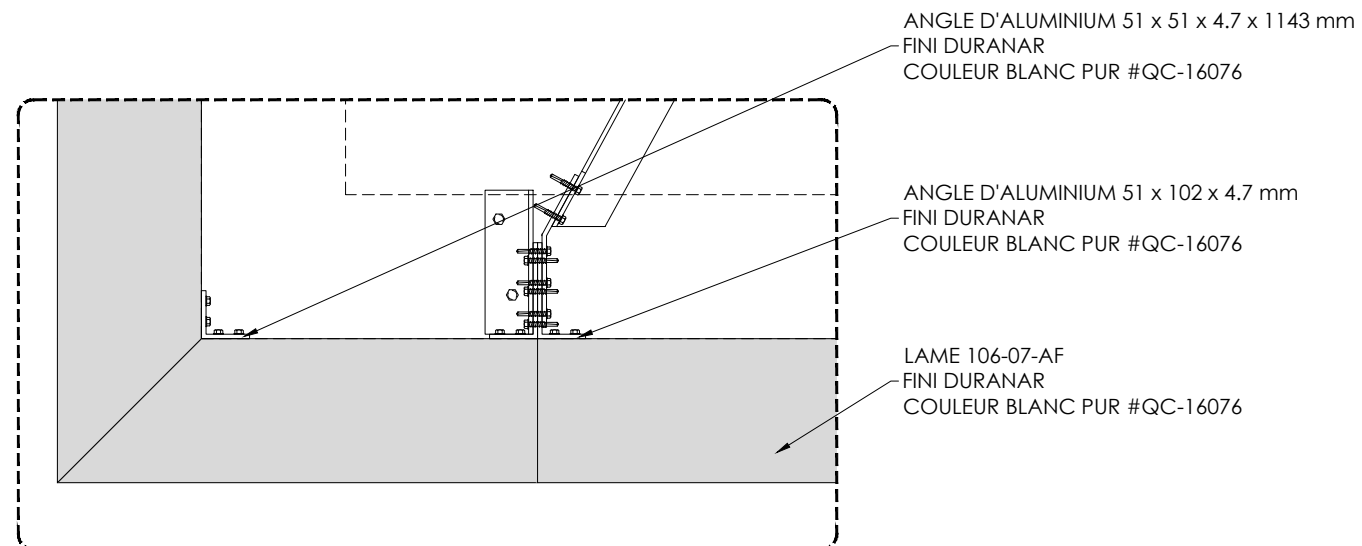 ANGLE D'ALUMINIUM 51 x 51 x 4.7 x 1143 mm
FINI DURANAR
COULEUR BLANC PUR #QC-16076
ANGLE D'ALUMINIUM 51 x 102 x 4.7 mm
FINI DURANAR
COULEUR BLANC PUR #QC-16076
LAME 106-07-AF
FINI DURANAR
COULEUR BLANC PUR #QC-16076